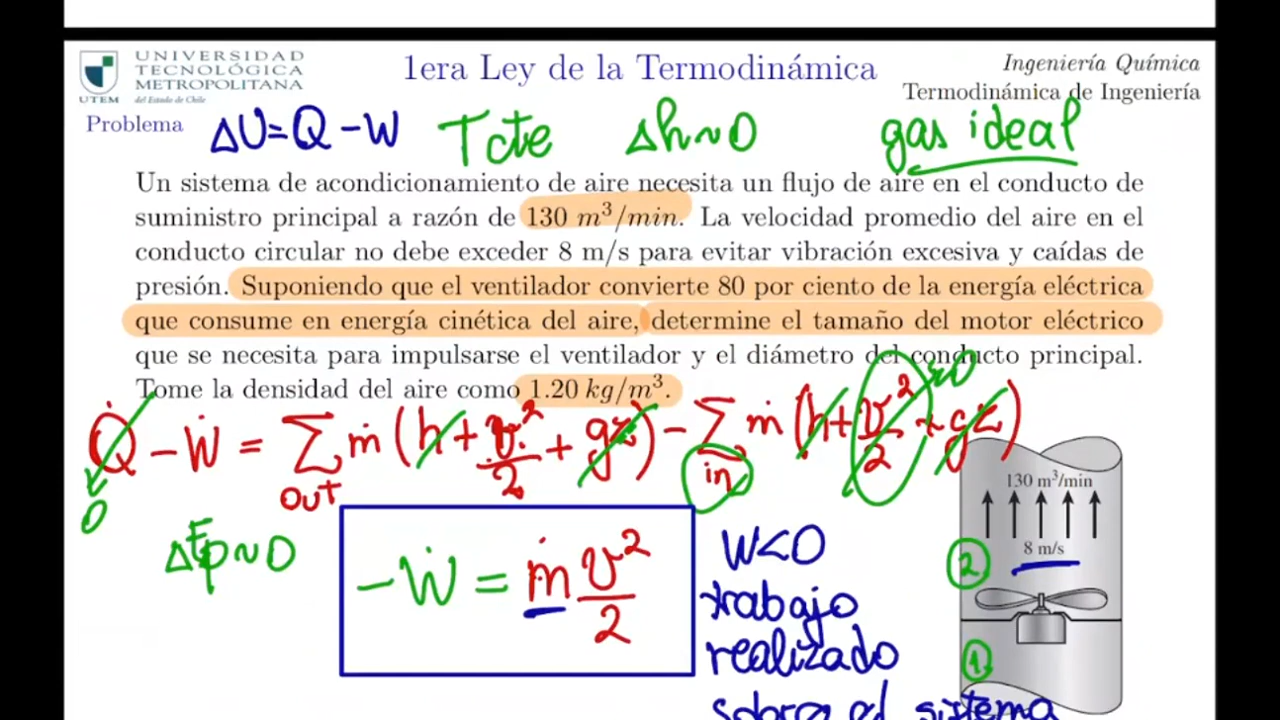 UNIVERSIDAD
TECNOLÓGICA
METROPOLITANA
UTEM
del Estado de Chile
1era Ley de la Termodinámica
Ingeniería Química
Termodinámica de Ingeniería
Problema
ΔU=Q-W
T cte
Δh~0
gas ideal
Un sistema de acondicionamiento de aire necesita un flujo de aire en el conducto de
suministro principal a razón de 130 m³/min. La velocidad promedio del aire en el
conducto circular no debe exceder 8 m/s para evitar vibración excesiva y caídas de
presión. Suponiendo que el ventilador convierte 80 por ciento de la energía eléctrica
que consume en energía cinética del aire, determine el tamaño del motor eléctrico
que se necesita para impulsarse el ventilador y el diámetro del conducto principal.
Tome la densidad del aire como 1.20 kg/m³.
≈0
Q̇ - Ẇ = Σ ṁ (h + v²/2 + gz) - Σ ṁ (h + v²/2 + gz)
out
in
0
ΔEp~0
-Ẇ = ṁ v²/2
W<0
trabajo
realizado
sobre el sistema
130 m³/min
8 m/s
2
1